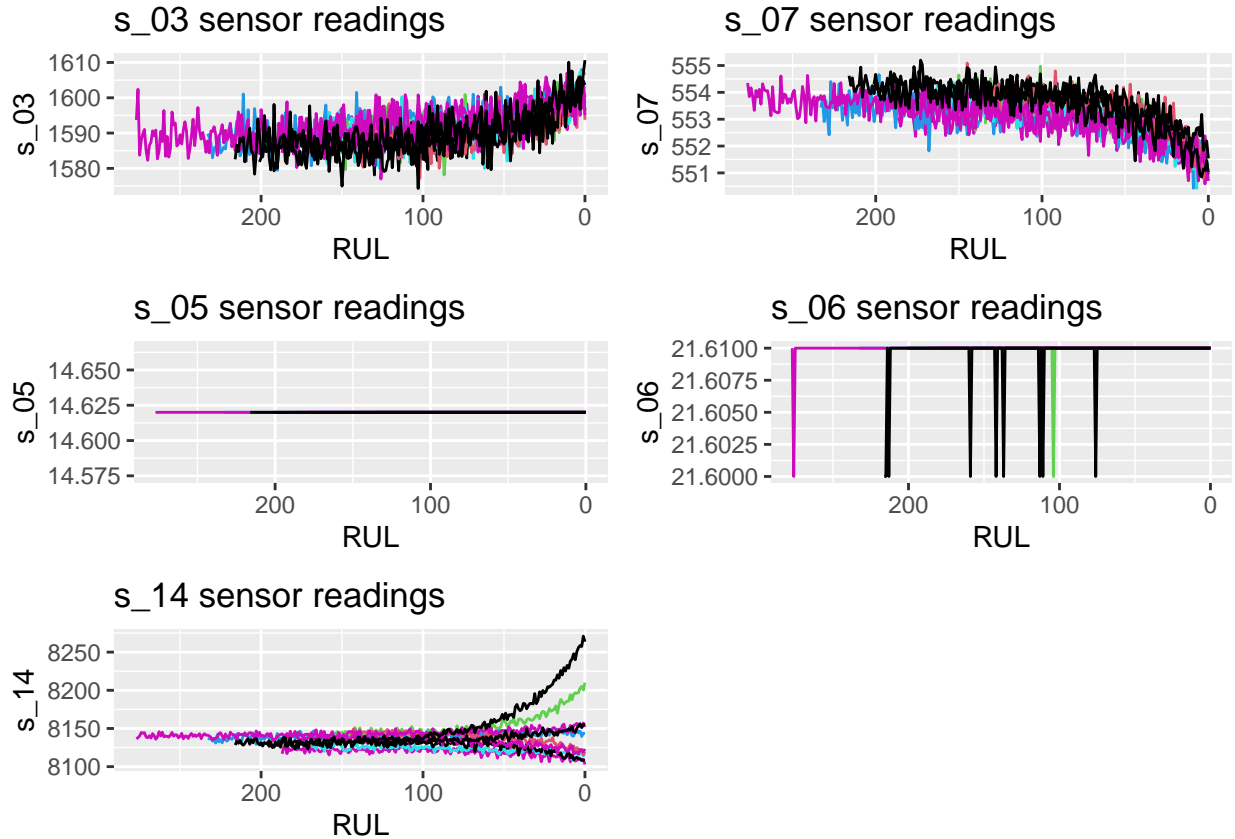 s_03 sensor readings
s_03
1610
1600
1590
1580
200
100
0
RUL
s_07 sensor readings
s_07
555
554
553
552
551
200
100
0
RUL
s_05 sensor readings
s_05
14.650
14.625
14.600
14.575
200
100
0
RUL
s_06 sensor readings
s_06
21.6100
21.6075
21.6050
21.6025
21.6000
200
100
0
RUL
s_14 sensor readings
s_14
8250
8200
8150
8100
200
100
0
RUL